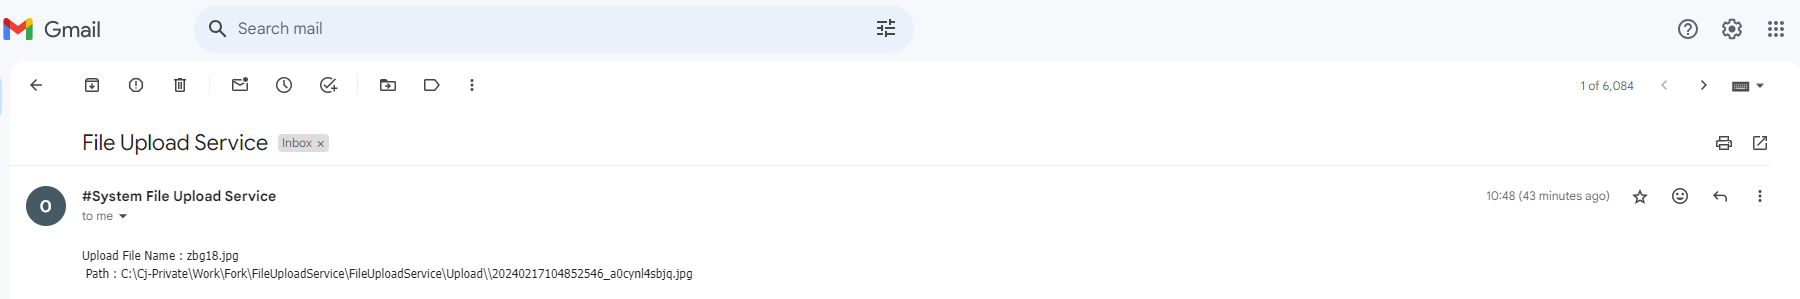 Gmail
Search mail
1 of 6,084
File Upload Service Inbox ×
#System File Upload Service
10:48 (43 minutes ago)
O
to me
Upload File Name : zbg18.jpg
Path : C:\Cj-Private\Work\Fork\FileUploadService\FileUploadService\Upload\\20240217104852546_a0cynl4sbjq.jpg